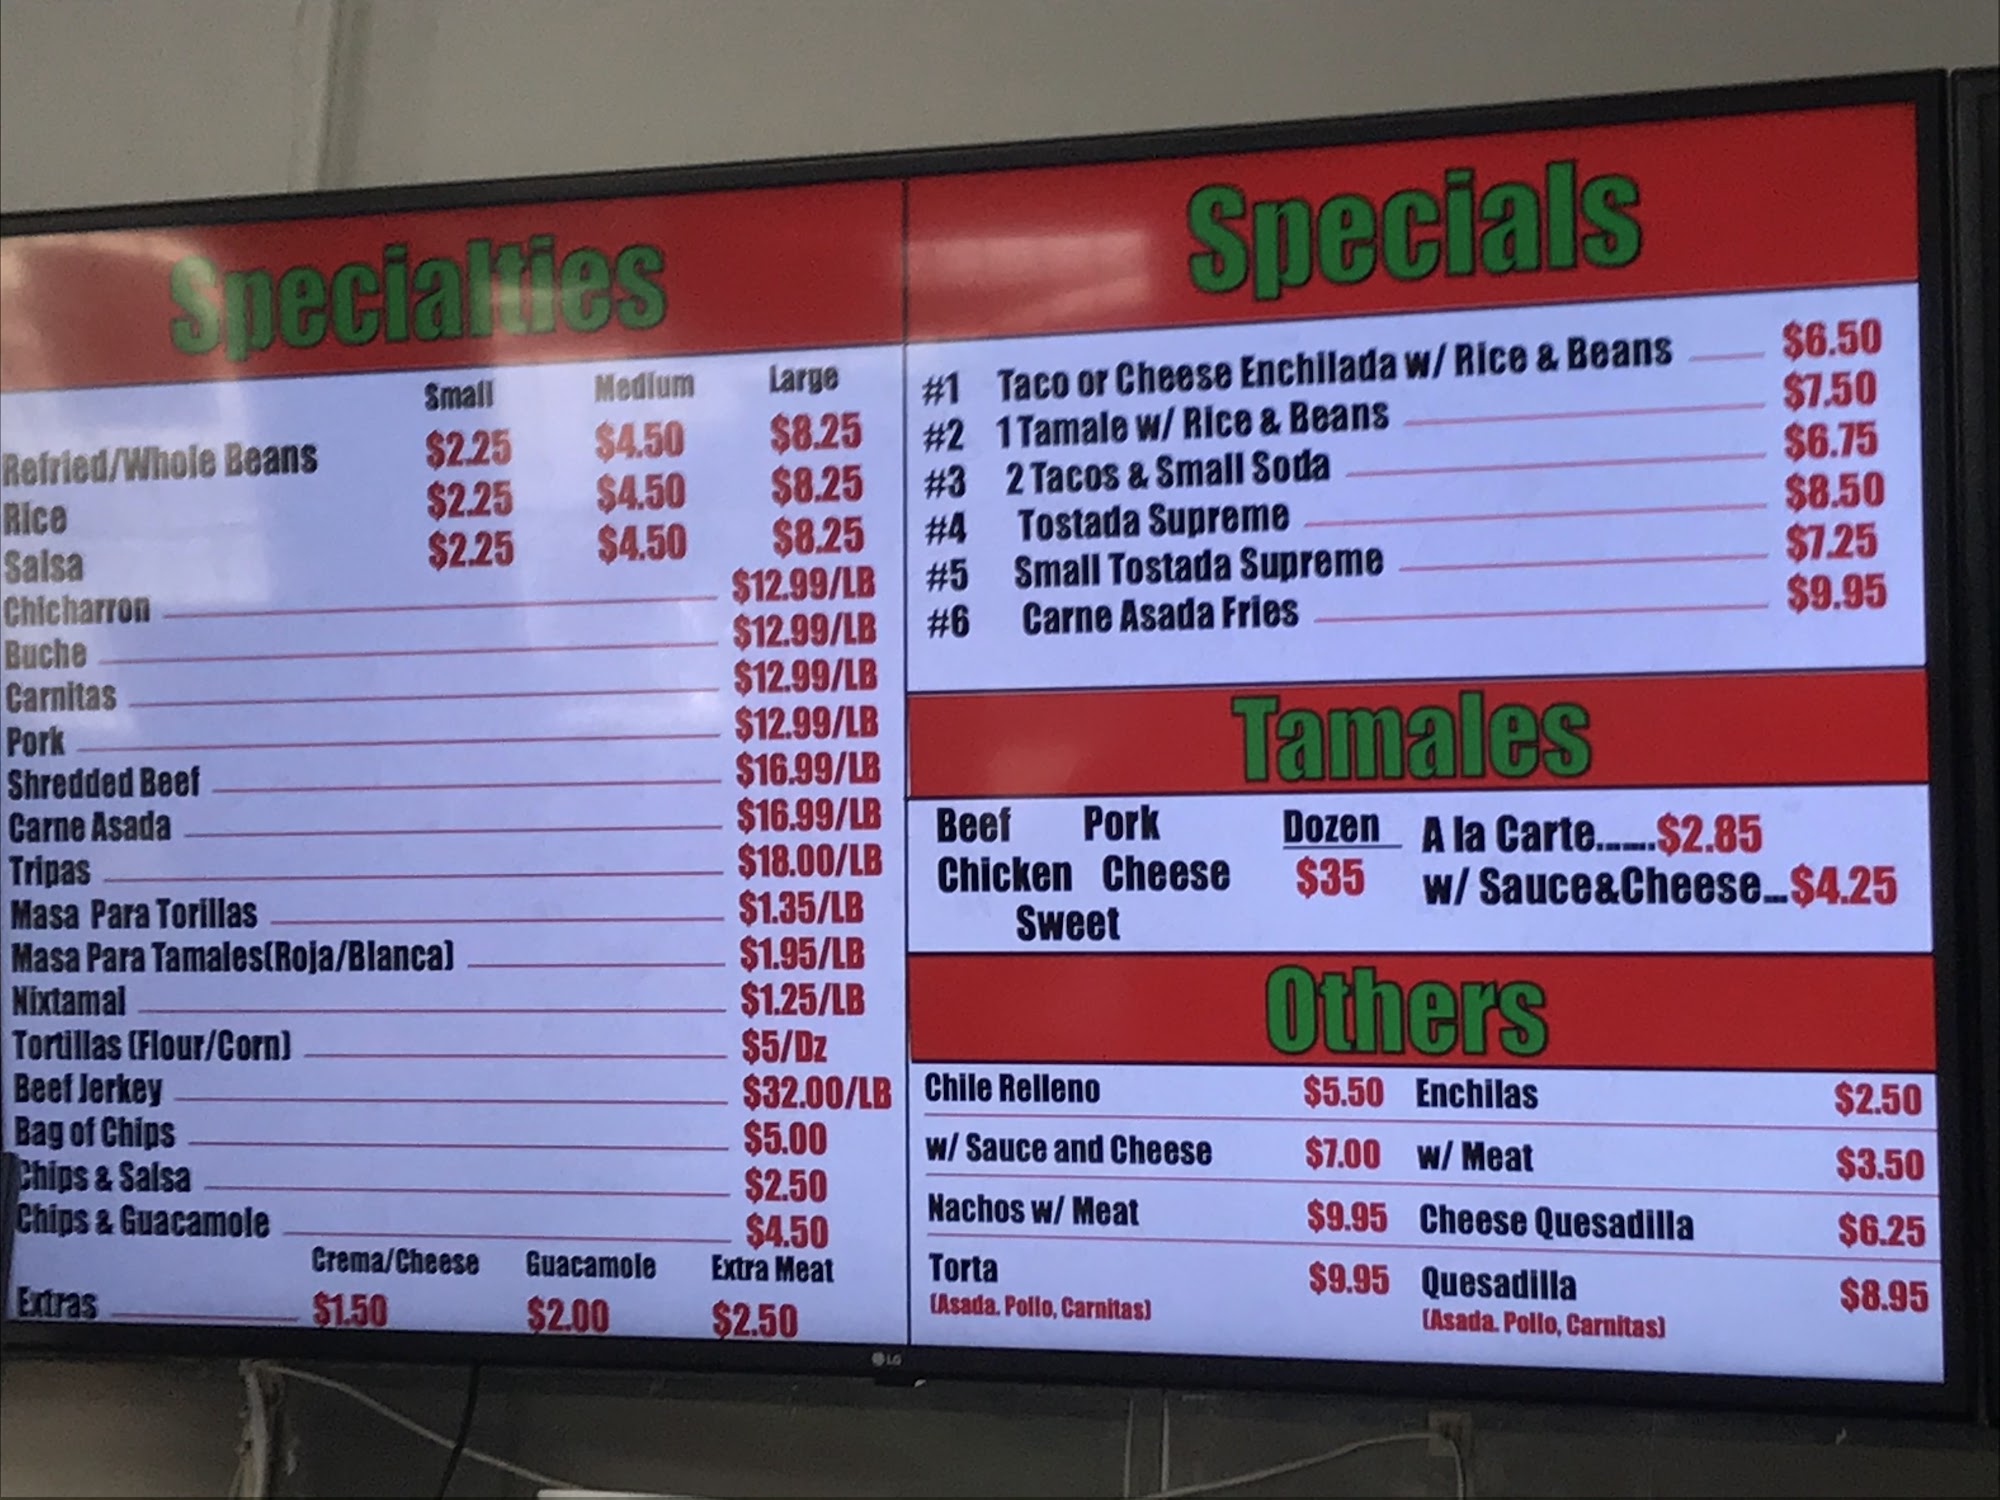 Specialties
Small Medium Large
Refried/Whole Beans $2.25 $4.50 $8.25
Rice $2.25 $4.50 $8.25
Salsa $2.25 $4.50 $8.25
Chicharron $12.99/LB
Buche $12.99/LB
Carnitas $12.99/LB
Pork $12.99/LB
Shredded Beef $16.99/LB
Carne Asada $16.99/LB
Tripas $18.00/LB
Masa Para Torillas $1.35/LB
Masa Para Tamales(Roja/Blanca) $1.95/LB
Nixtamal $1.25/LB
Tortillas (Flour/Corn) $5/Dz
Beef Jerky $32.00/LB
Bag of Chips $5.00
Chips & Salsa $2.50
Chips & Guacamole $4.50
Crema/Cheese Guacamole Extra Meat
Extras $1.50 $2.00 $2.50
Specials
#1 Taco or Cheese Enchilada w/ Rice & Beans $6.50
#2 1 Tamale w/ Rice & Beans $7.50
#3 2 Tacos & Small Soda $6.75
#4 Tostada Supreme $8.50
#5 Small Tostada Supreme $7.25
#6 Carne Asada Fries $9.95
Tamales
Beef Pork Dozen A la Carte.......$2.85
Chicken Cheese $35 w/ Sauce&Cheese...$4.25
Sweet
Others
Chile Relleno $5.50 Enchilas $2.50
w/ Sauce and Cheese $7.00 w/ Meat $3.50
Nachos w/ Meat $9.95 Cheese Quesadilla $6.25
Torta $9.95 Quesadilla $8.95
(Asada. Pollo, Carnitas) (Asada. Pollo, Carnitas)
LG